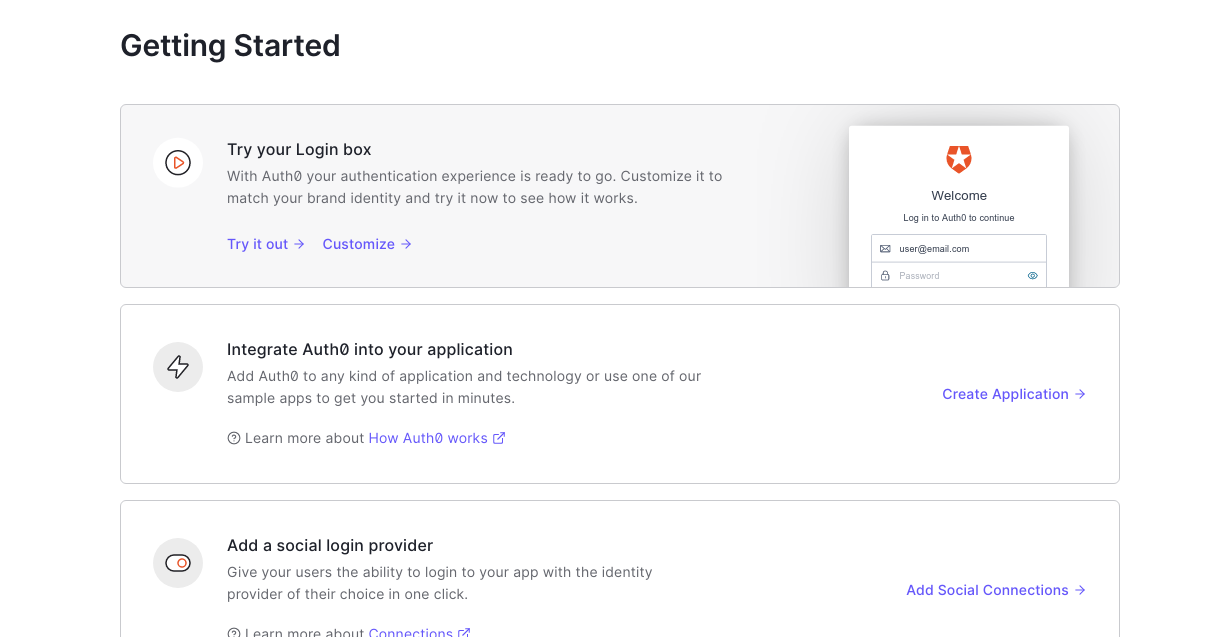 Getting Started
Try your Login box
With Auth0 your authentication experience is ready to go. Customize it to
match your brand identity and try it now to see how it works.
Try it out → Customize →
Welcome
Log in to Auth0 to continue
user@email.com
Password
Integrate Auth0 into your application
Add Auth0 to any kind of application and technology or use one of our
sample apps to get you started in minutes.
Create Application →
Learn more about How Auth0 works
Add a social login provider
Give your users the ability to login to your app with the identity
provider of their choice in one click.
Add Social Connections →
Learn more about Connections